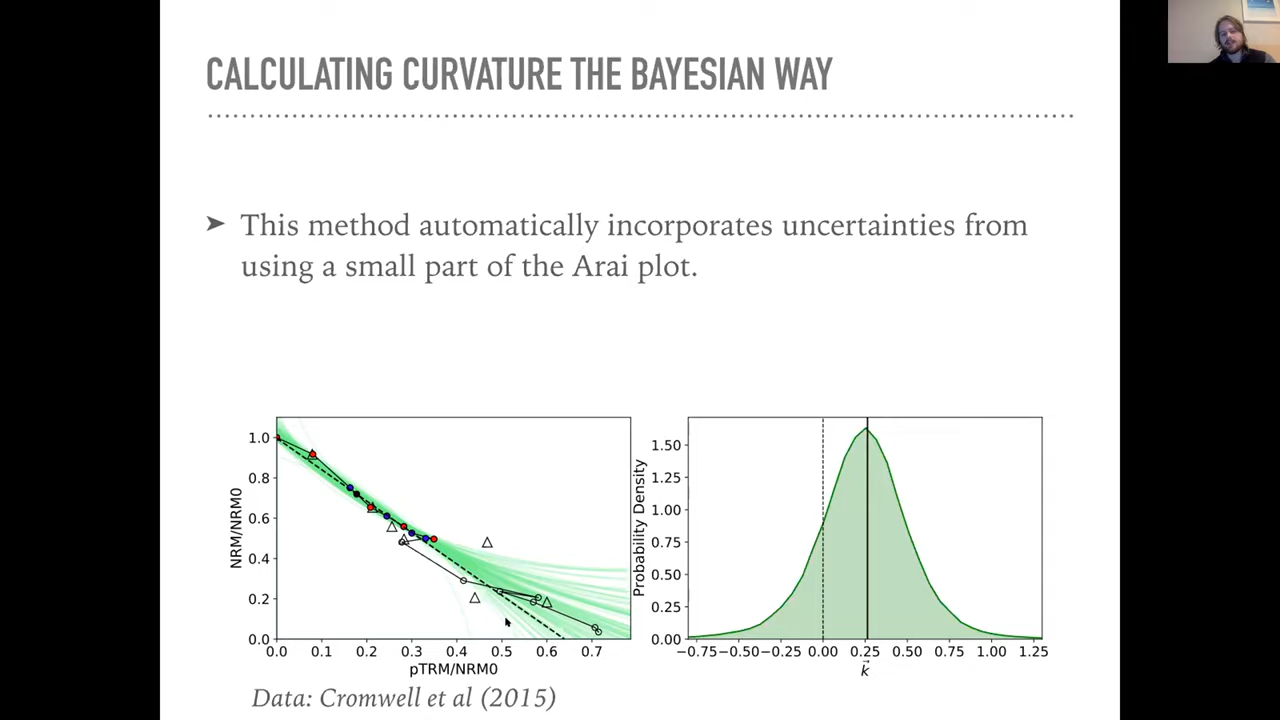 CALCULATING CURVATURE THE BAYESIAN WAY
➤ This method automatically incorporates uncertainties from
using a small part of the Arai plot.
NRM/NRM0
1.0
0.8
0.6
0.4
0.2
0.0
0.0 0.1 0.2 0.3 0.4 0.5 0.6 0.7
pTRM/NRM0
Probability Density
1.50
1.25
1.00
0.75
0.50
0.25
0.00
−0.75 −0.50 −0.25 0.00 0.25 0.50 0.75 1.00 1.25
k⃗
Data: Cromwell et al (2015)